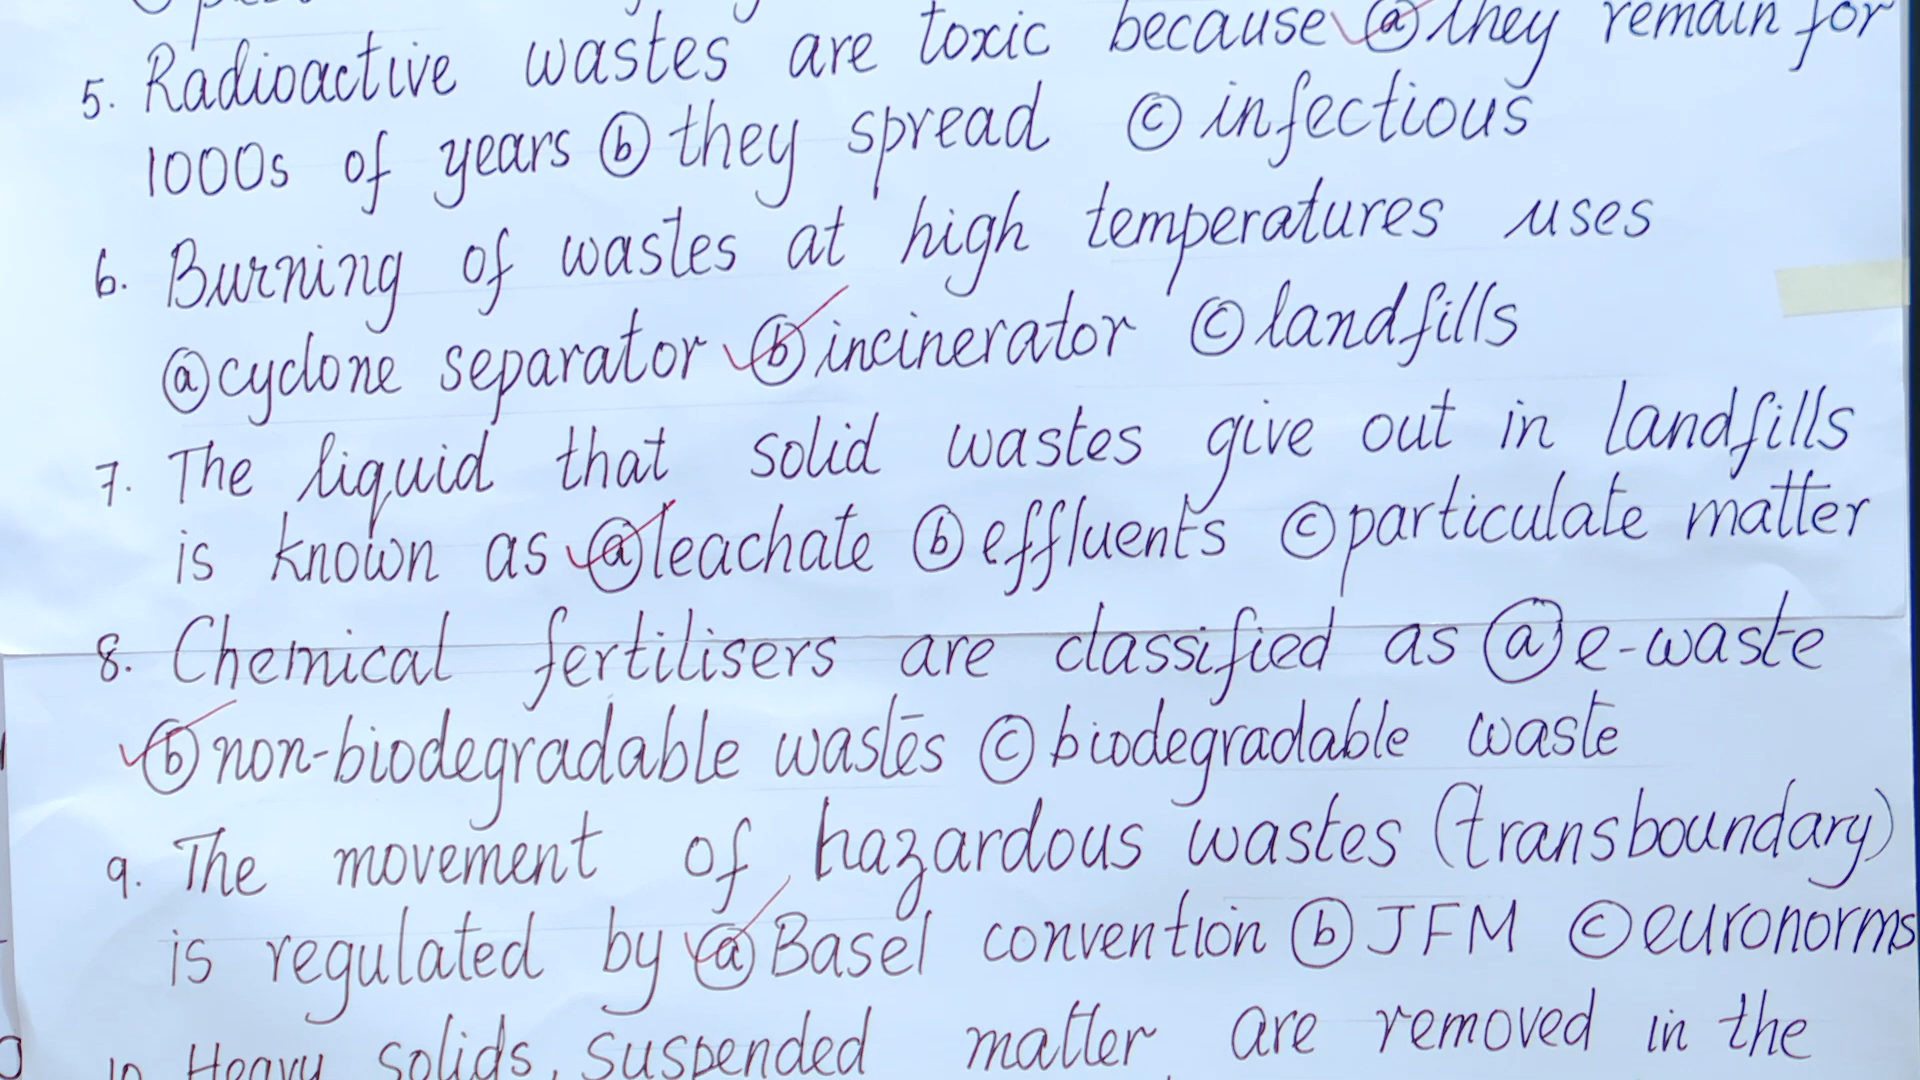 5. Radioactive wastes are toxic because ⓐ they remain for
1000s of years ⓑ they spread ⓒ infectious
6. Burning of wastes at high temperatures uses
ⓐ cyclone separator ⓑ incinerator ⓒ landfills
7. The liquid that solid wastes give out in landfills
is known as ⓐ leachate ⓑ effluents ⓒ particulate matter
8. Chemical fertilisers are classified as ⓐ e-waste
ⓑ non-biodegradable wastes ⓒ biodegradable waste
9. The movement of hazardous wastes (transboundary)
is regulated by ⓐ Basel convention ⓑ JFM ⓒ euronorms
10. Heavy solids, suspended matter are removed in the